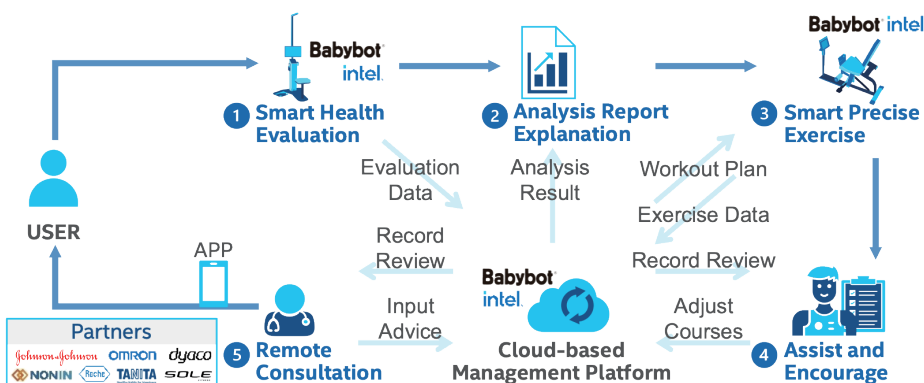 Babybot
intel.
1 Smart Health
Evaluation
2 Analysis Report
Explanation
Babybot intel
3 Smart Precise
Exercise
Evaluation
Data
Analysis
Result
Workout Plan
Exercise Data
USER
APP
Record
Review
Babybot
intel.
Record Review
Input
Advice
Adjust
Courses
Cloud-based
Management Platform
Partners
Johnson & Johnson OMRON dyaco
NONIN Roche TANITA SOLE
5 Remote
Consultation
4 Assist and
Encourage